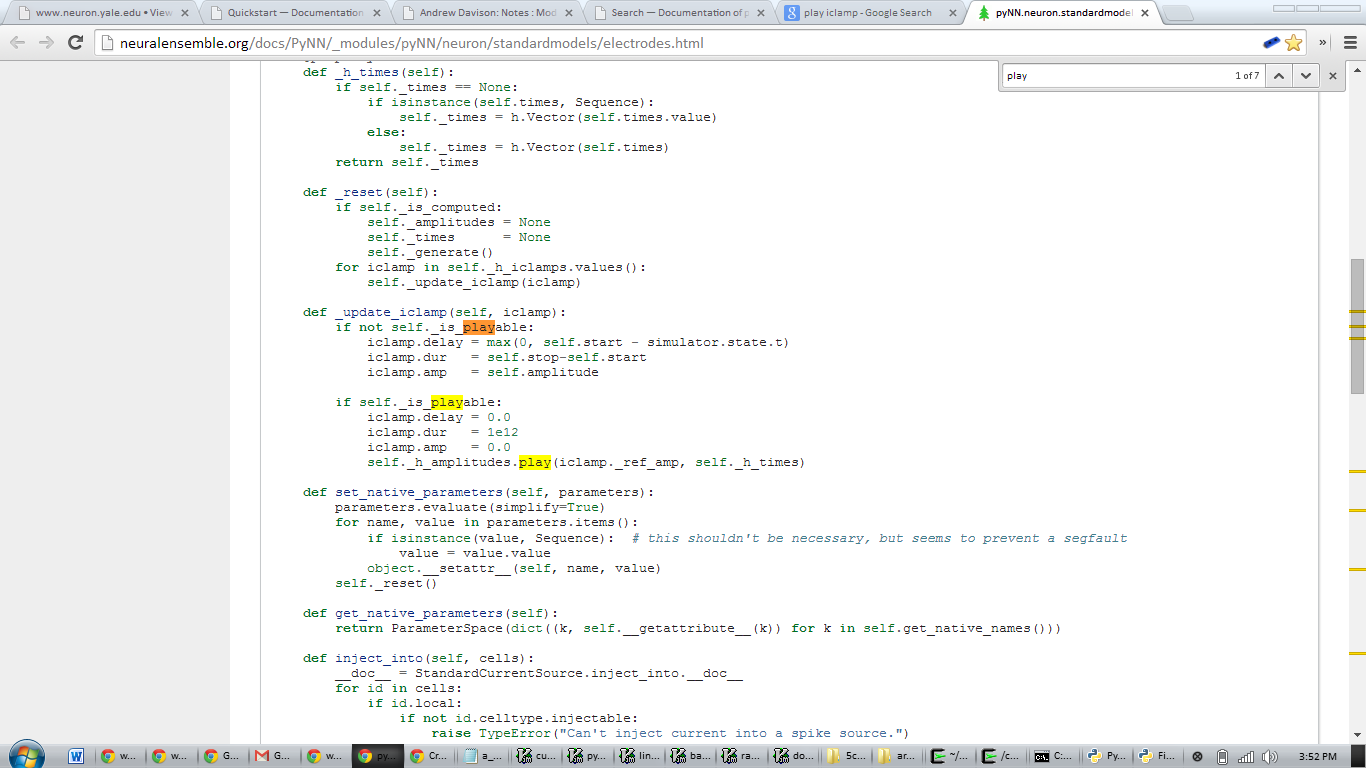 www.neuron.yale.edu • View
Quickstart — Documentation
Andrew Davison: Notes : Mod
Search — Documentation of p
play iclamp - Google Search
pyNN.neuron.standardmodel
neuralensemble.org/docs/PyNN/_modules/pyNN/neuron/standardmodels/electrodes.html
play
1 of 7
def _h_times(self):
if self._times == None:
if isinstance(self.times, Sequence):
self._times = h.Vector(self.times.value)
else:
self._times = h.Vector(self.times)
return self._times
def _reset(self):
if self._is_computed:
self._amplitudes = None
self._times = None
self._generate()
for iclamp in self._h_iclamps.values():
self._update_iclamp(iclamp)
def _update_iclamp(self, iclamp):
if not self._is_playable:
iclamp.delay = max(0, self.start - simulator.state.t)
iclamp.dur = self.stop-self.start
iclamp.amp = self.amplitude
if self._is_playable:
iclamp.delay = 0.0
iclamp.dur = 1e12
iclamp.amp = 0.0
self._h_amplitudes.play(iclamp._ref_amp, self._h_times)
def set_native_parameters(self, parameters):
parameters.evaluate(simplify=True)
for name, value in parameters.items():
if isinstance(value, Sequence): # this shouldn't be necessary, but seems to prevent a segfault
value = value.value
object.__setattr__(self, name, value)
self._reset()
def get_native_parameters(self):
return ParameterSpace(dict((k, self.__getattribute__(k)) for k in self.get_native_names()))
def inject_into(self, cells):
__doc__ = StandardCurrentSource.inject_into.__doc__
for id in cells:
if id.local:
if not id.celltype.injectable:
raise TypeError("Can't inject current into a spike source.")
w... w... G... G... w... py... Cr... a_... cu... py... lin... ba... ra... do... Sc... ar... ~/... /c... C:... Py... Fi...
3:52 PM